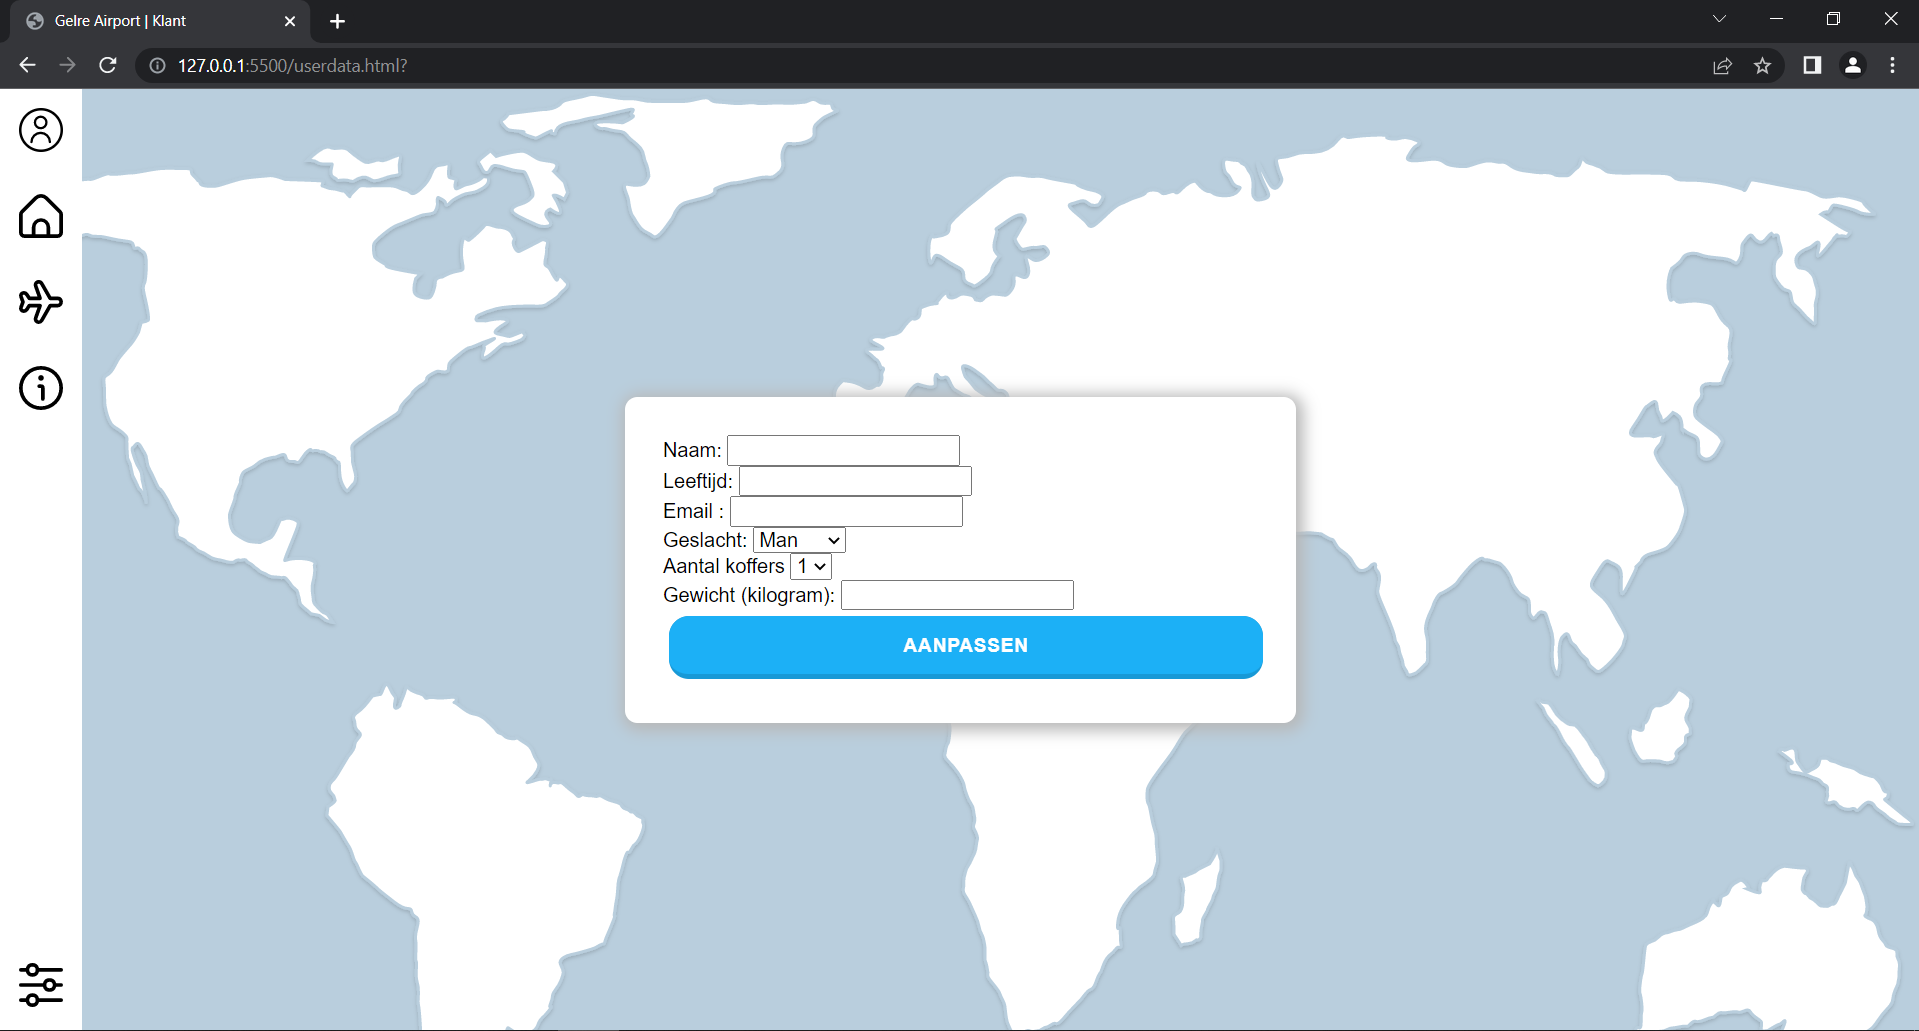 Gelre Airport | Klant
127.0.0.1:5500/userdata.html?
Naam:
Leeftijd:
Email :
Geslacht: Man
Aantal koffers 1
Gewicht (kilogram):
AANPASSEN